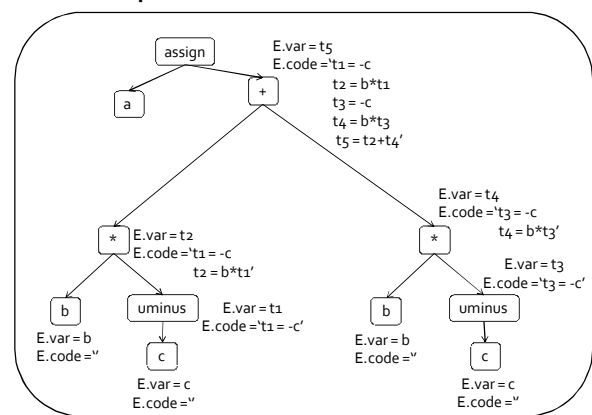 assign
E.var = t5
E.code =‘t1 = -c
t2 = b*t1
t3 = -c
t4 = b*t3
t5 = t2+t4’
a
+
*
E.var = t2
E.code =‘t1 = -c
t2 = b*t1’
*
E.var = t4
E.code =‘t3 = -c
t4 = b*t3’
b
E.var = b
E.code =‘’
uminus
E.var = t1
E.code =‘t1 = -c’
c
E.var = c
E.code =‘’
b
E.var = b
E.code =‘’
uminus
E.var = t3
E.code =‘t3 = -c’
c
E.var = c
E.code =‘’